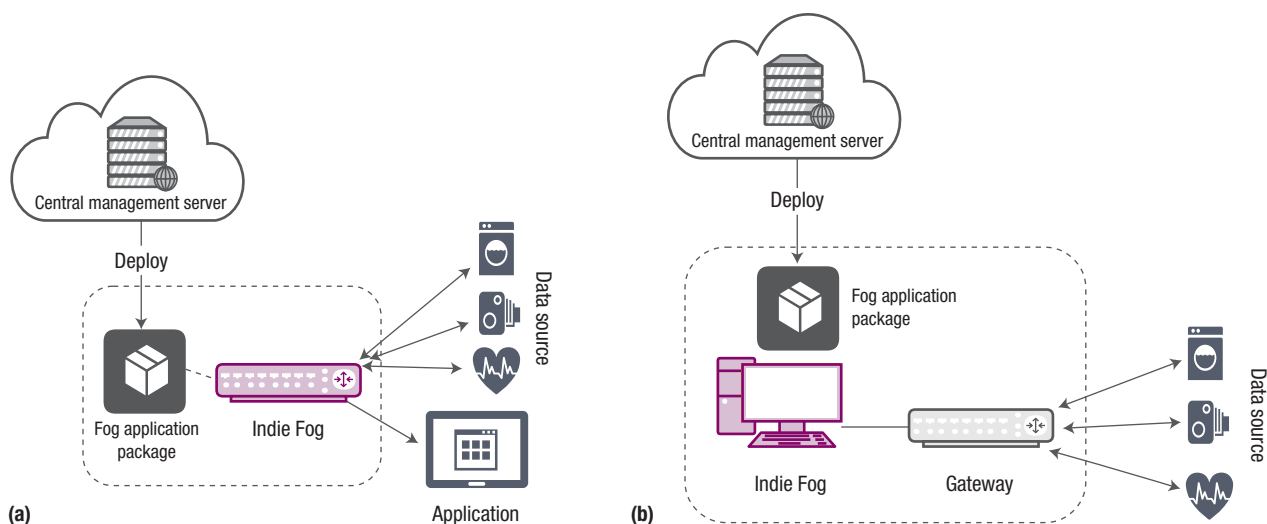 Central management server
Deploy
Fog application
package
Indie Fog
Data source
Application
(a)
Central management server
Deploy
Fog application
package
Indie Fog
Gateway
Data source
(b)